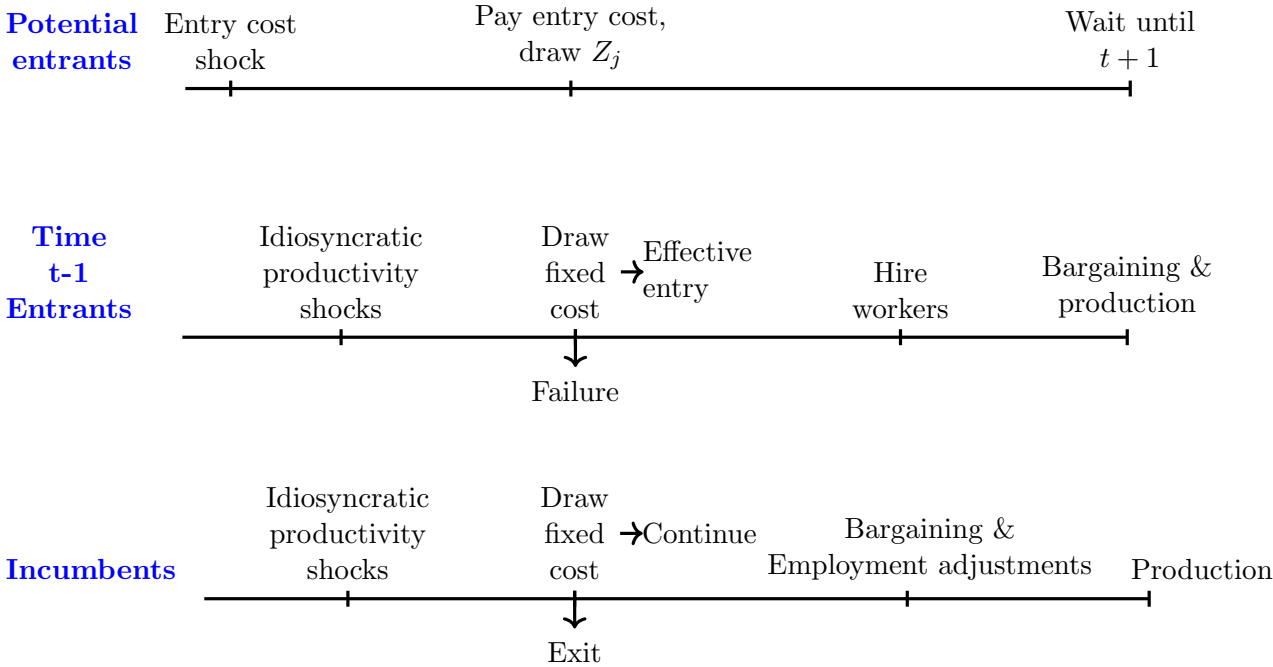 Potential
entrants
Entry cost
shock
Pay entry cost,
draw Z_j
Wait until
t + 1
Time
t-1
Entrants
Idiosyncratic
productivity
shocks
Draw
fixed
cost
Effective
entry
Failure
Hire
workers
Bargaining &
production
Incumbents
Idiosyncratic
productivity
shocks
Draw
fixed
cost
Continue
Exit
Bargaining &
Employment adjustments
Production